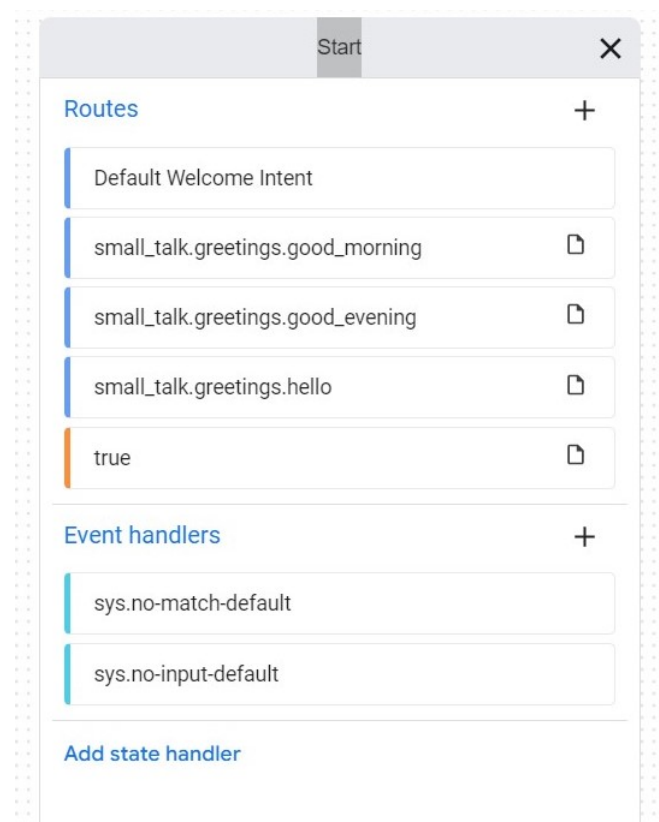 Start
Routes
Default Welcome Intent
small_talk.greetings.good_morning
small_talk.greetings.good_evening
small_talk.greetings.hello
true
Event handlers
sys.no-match-default
sys.no-input-default
Add state handler